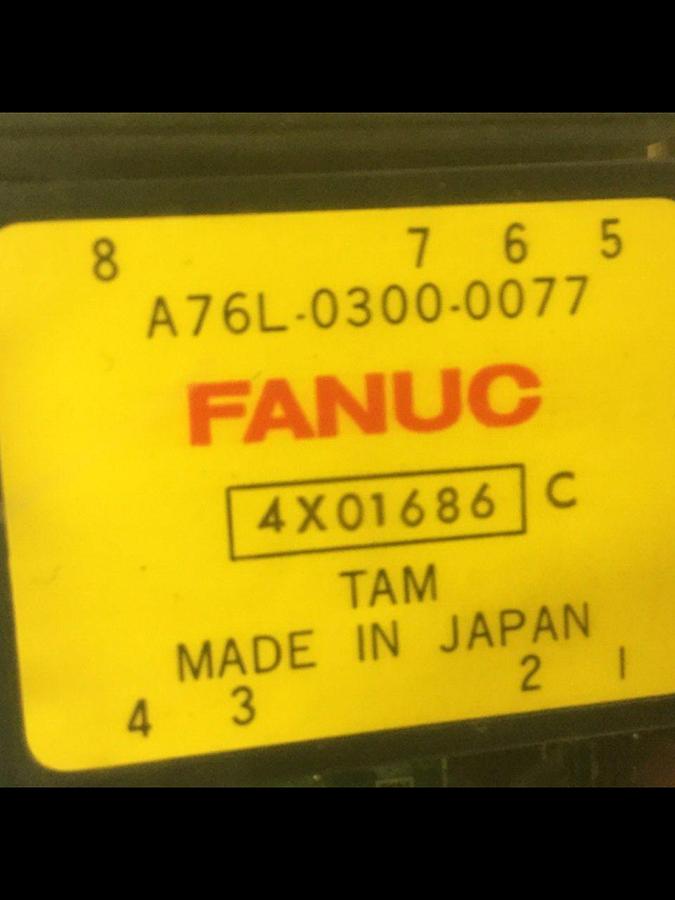 8 7 6 5
A76L-0300-0077
FANUC
4X01686 C
TAM
MADE IN JAPAN
4 3 2 1